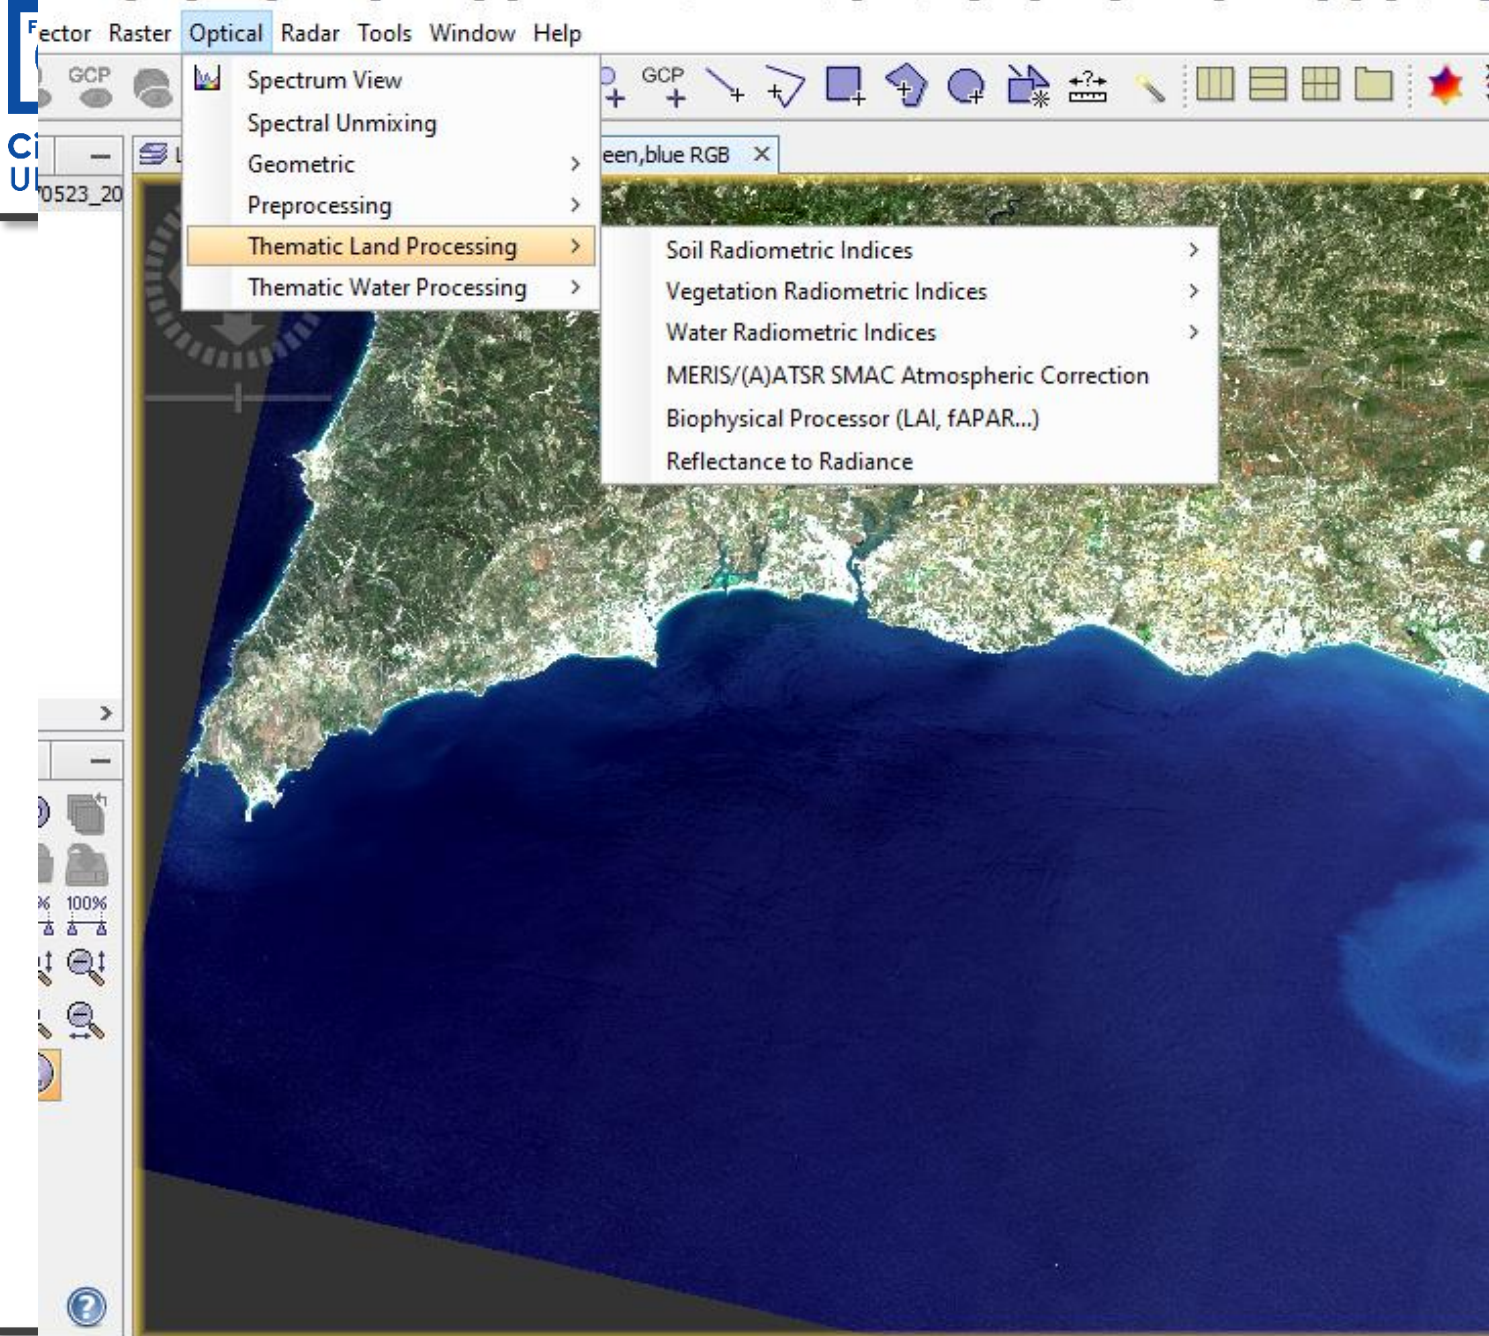 ector Raster Optical Radar Tools Window Help
GCP
GCP
Spectrum View
Spectral Unmixing
Geometric
Preprocessing
Thematic Land Processing
Thematic Water Processing
een,blue RGB
70523_20
Soil Radiometric Indices
Vegetation Radiometric Indices
Water Radiometric Indices
MERIS/(A)ATSR SMAC Atmospheric Correction
Biophysical Processor (LAI, fAPAR...)
Reflectance to Radiance
100%